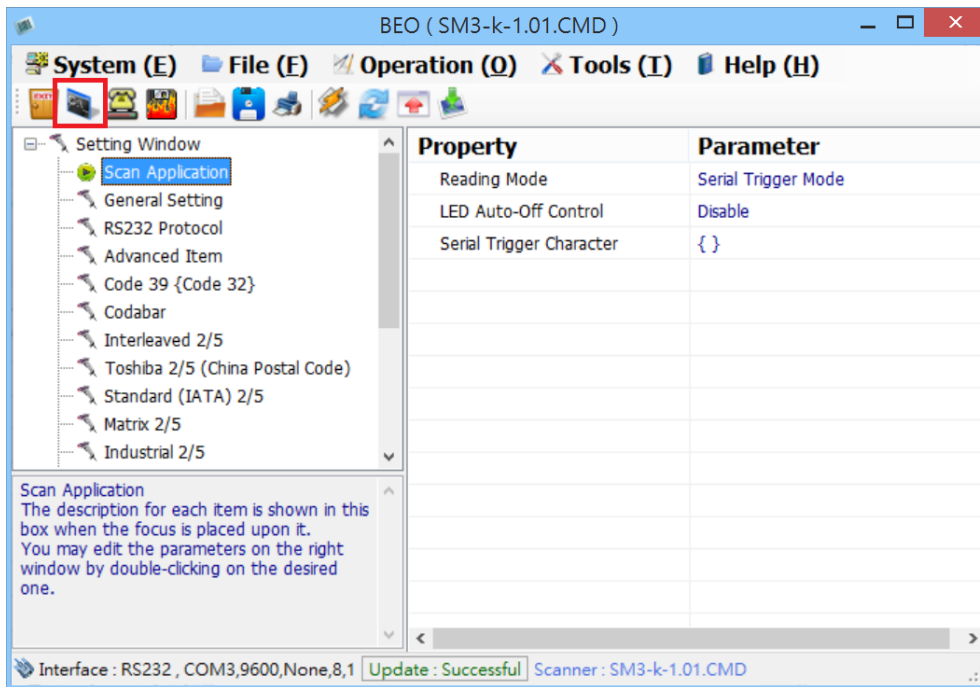 BEO ( SM3-k-1.01.CMD )
System (E) File (F) Operation (O) Tools (T) Help (H)
EXIT
Setting Window
Scan Application
General Setting
RS232 Protocol
Advanced Item
Code 39 {Code 32}
Codabar
Interleaved 2/5
Toshiba 2/5 (China Postal Code)
Standard (IATA) 2/5
Matrix 2/5
Industrial 2/5
Property Parameter
Reading Mode Serial Trigger Mode
LED Auto-Off Control Disable
Serial Trigger Character { }
Scan Application
The description for each item is shown in this
box when the focus is placed upon it.
You may edit the parameters on the right
window by double-clicking on the desired
one.
Interface : RS232 , COM3,9600,None,8,1 Update : Successful Scanner : SM3-k-1.01.CMD